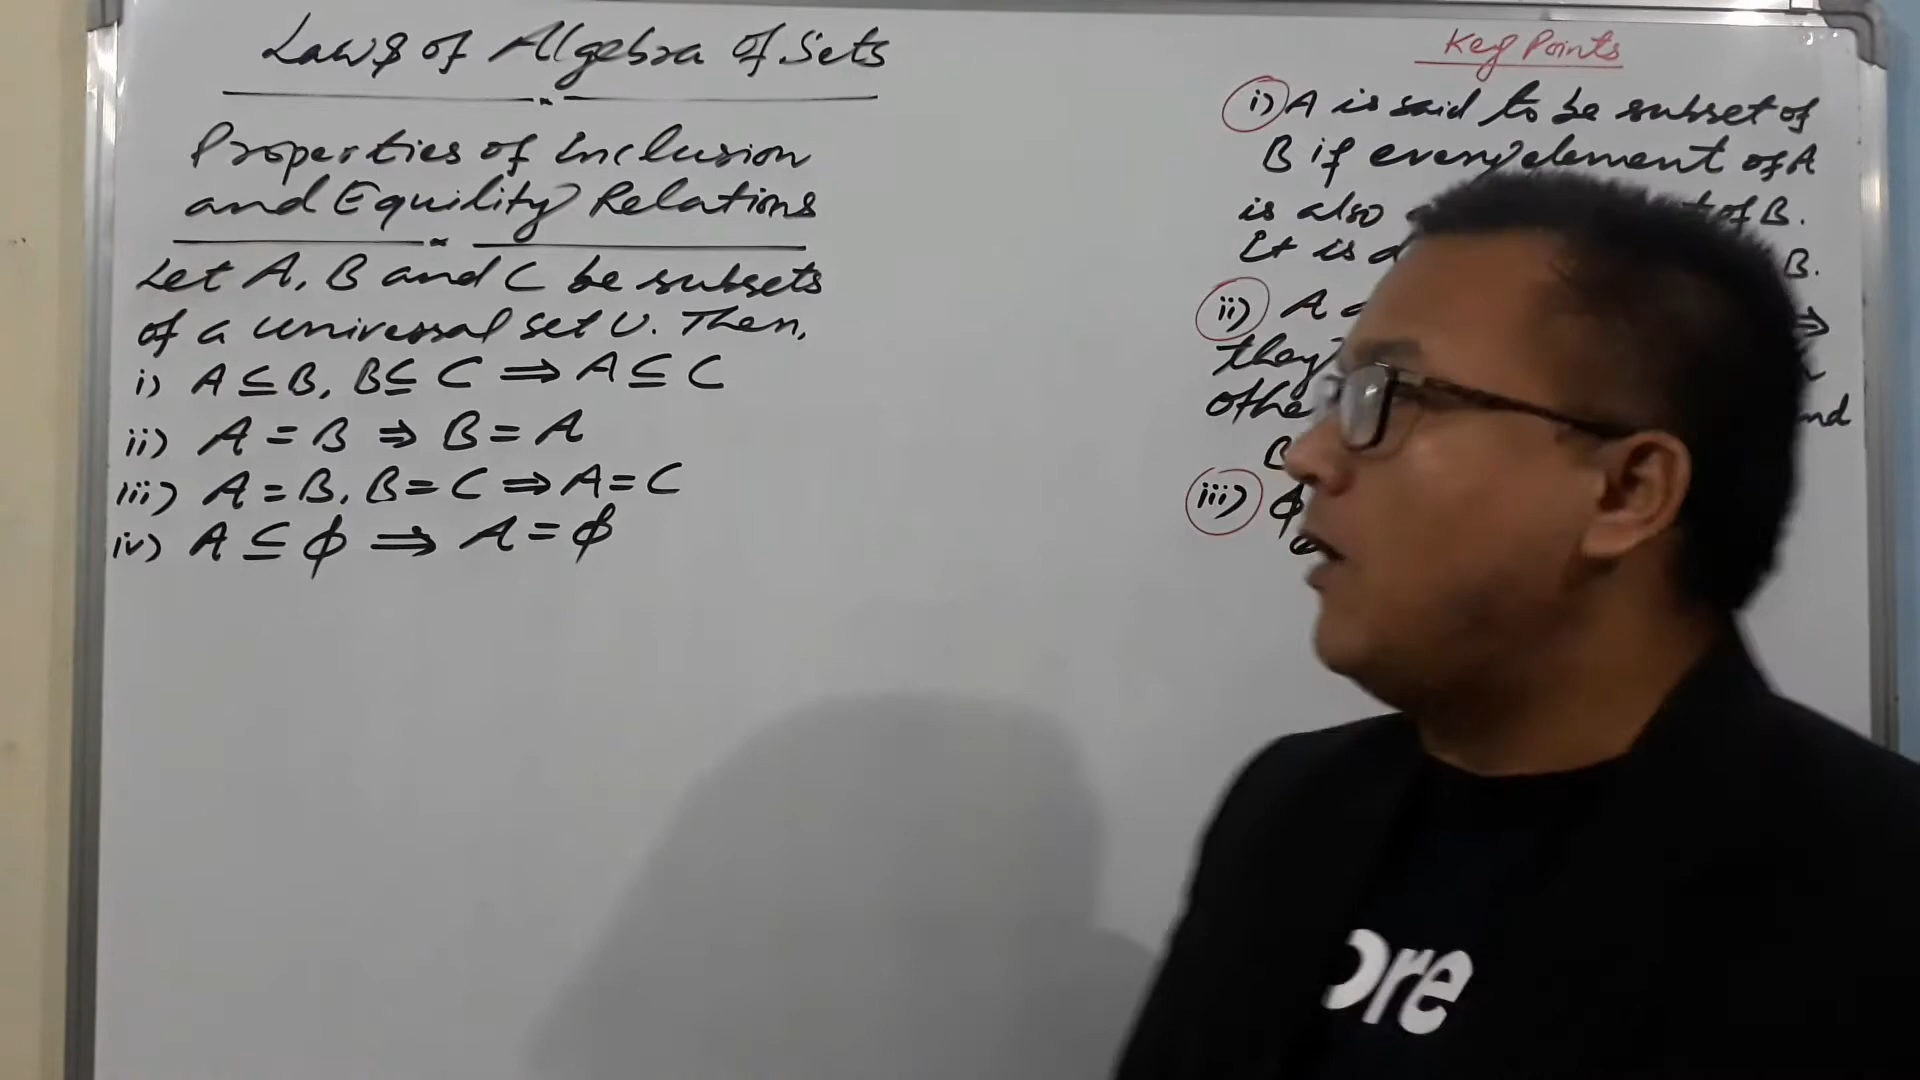 Laws of Algebra of Sets
Properties of Inclusion
and Equility Relations
Let A, B and C be subsets
of a universal set U. Then,
i) A ⊆ B, B ⊆ C ⇒ A ⊆ C
ii) A = B ⇒ B = A
iii) A = B, B = C ⇒ A = C
iv) A ⊆ ϕ ⇒ A = ϕ
Key Points
i) A is said to be subset of
B if every element of A
is also of B.
It is B.
ii) A ⇒
they
othe nd
B
iii) ϕ
ore